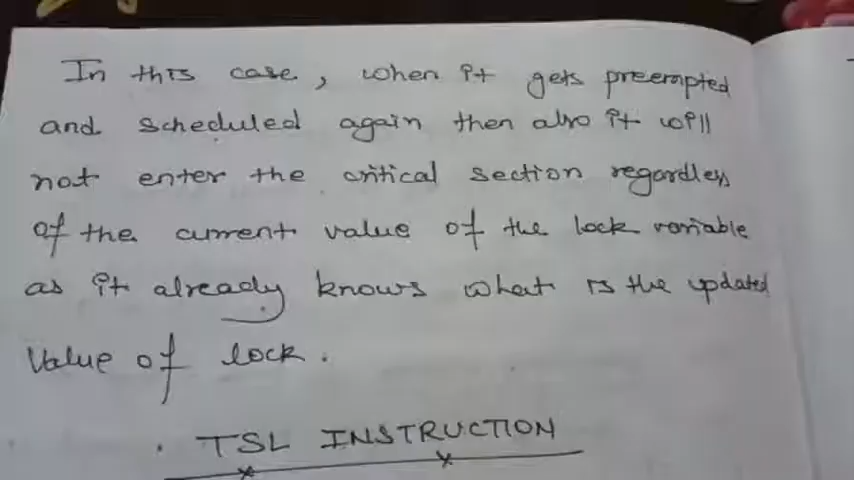 In this case, when it gets preempted
and scheduled again then also it will
not enter the critical section regardless
of the current value of the lock variable
as it already knows what is the updated
value of lock.
. TSL INSTRUCTION